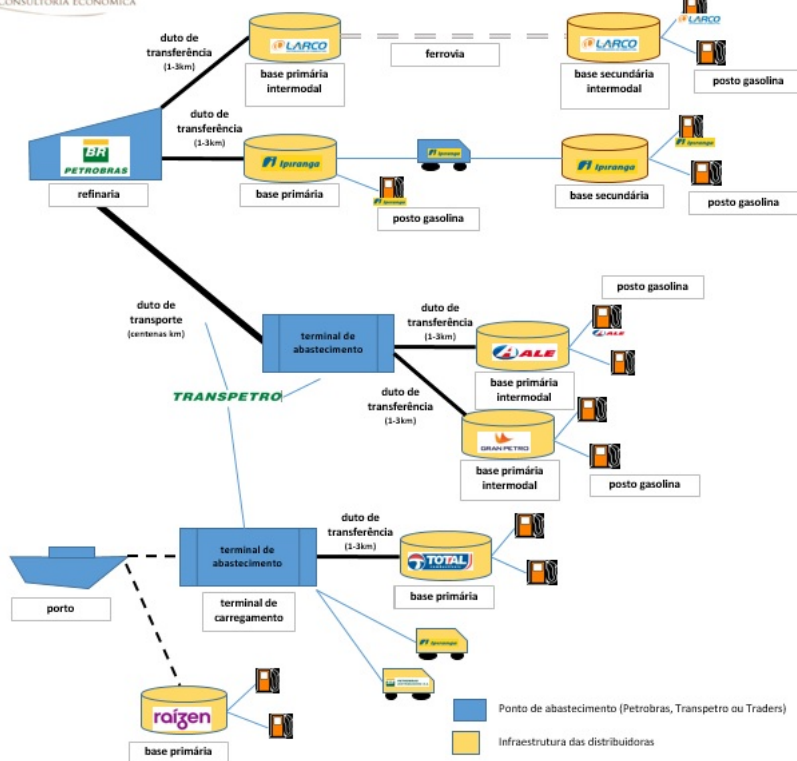 CONSULTORIA ECONÔMICA
duto de
transferência
(1-3km)
LARCO
base primária
intermodal
ferrovia
LARCO
base secundária
intermodal
LARCO
posto gasolina
BR
PETROBRAS
refinaria
duto de
transferência
(1-3km)
Ipiranga
base primária
Ipiranga
posto gasolina
Ipiranga
Ipiranga
base secundária
Ipiranga
posto gasolina
duto de
transporte
(centenas km)
terminal de
abastecimento
TRANSPETRO
duto de
transferência
(1-3km)
ALE
base primária
intermodal
posto gasolina
ALE
duto de
transferência
(1-3km)
GRANPETRO
base primária
intermodal
posto gasolina
porto
terminal de
abastecimento
terminal de
carregamento
duto de
transferência
(1-3km)
TOTAL
base primária
Ipiranga
raízen
base primária
Ponto de abastecimento (Petrobras, Transpetro ou Traders)
Infraestrutura das distribuidoras